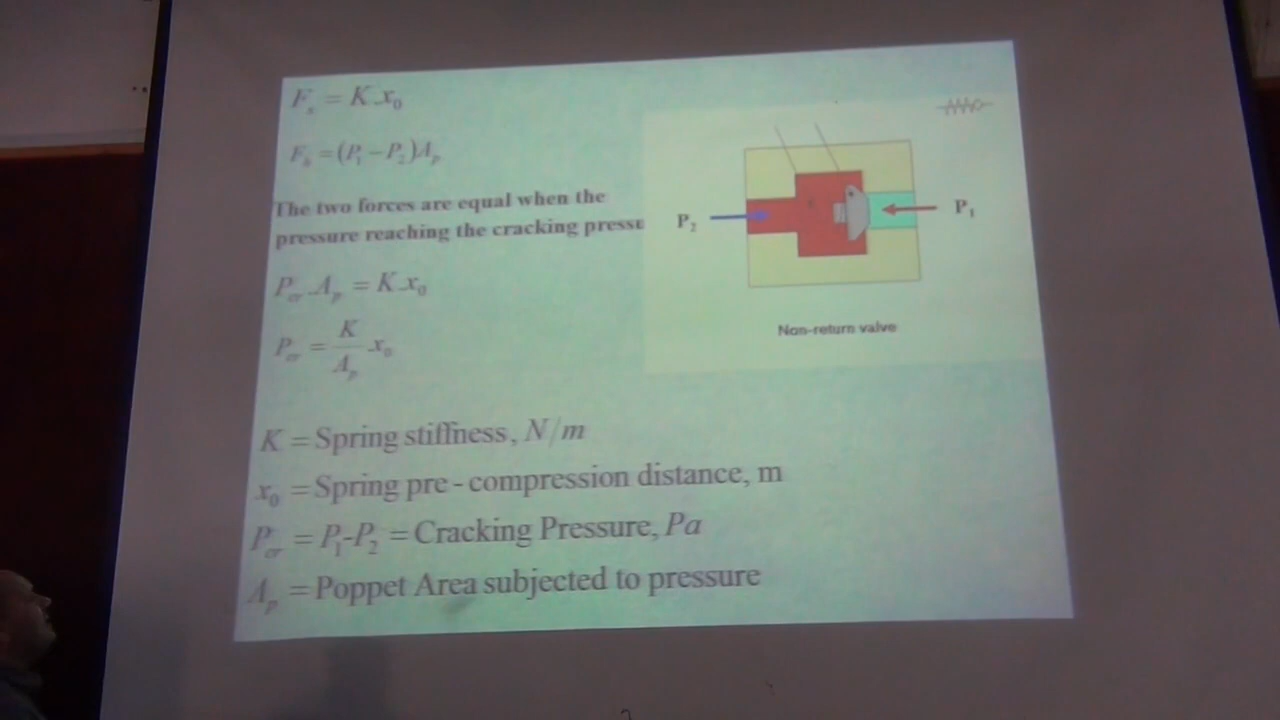 F_s = K x_0
F_h = (P_1 - P_2) A_p
The two forces are equal when the
pressure reaching the cracking pressu
P_cr . A_p = K x_0
P_cr = K / A_p x_0
K = Spring stiffness, N/m
x_0 = Spring pre - compression distance, m
P_cr = P_1-P_2 = Cracking Pressure, Pa
A_p = Poppet Area subjected to pressure
P_2
P_1
Non-return valve